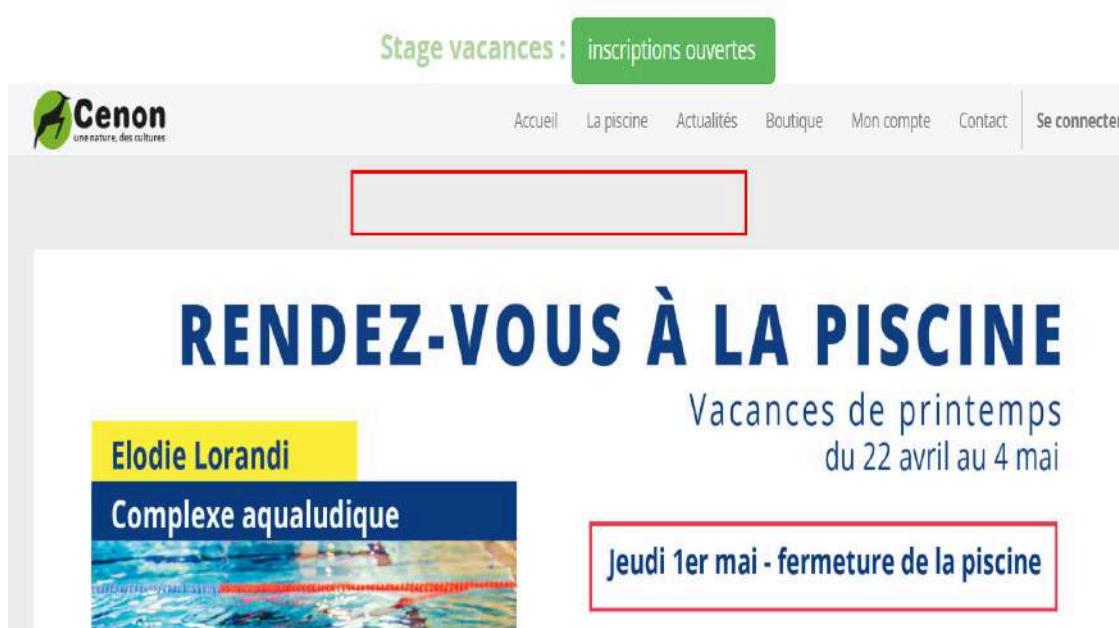 Stage vacances : inscriptions ouvertes
Cenon
une nature, des cultures
Accueil La piscine Actualités Boutique Mon compte Contact Se connecter
RENDEZ-VOUS À LA PISCINE
Vacances de printemps
du 22 avril au 4 mai
Elodie Lorandi
Complexe aqualudique
Jeudi 1er mai - fermeture de la piscine